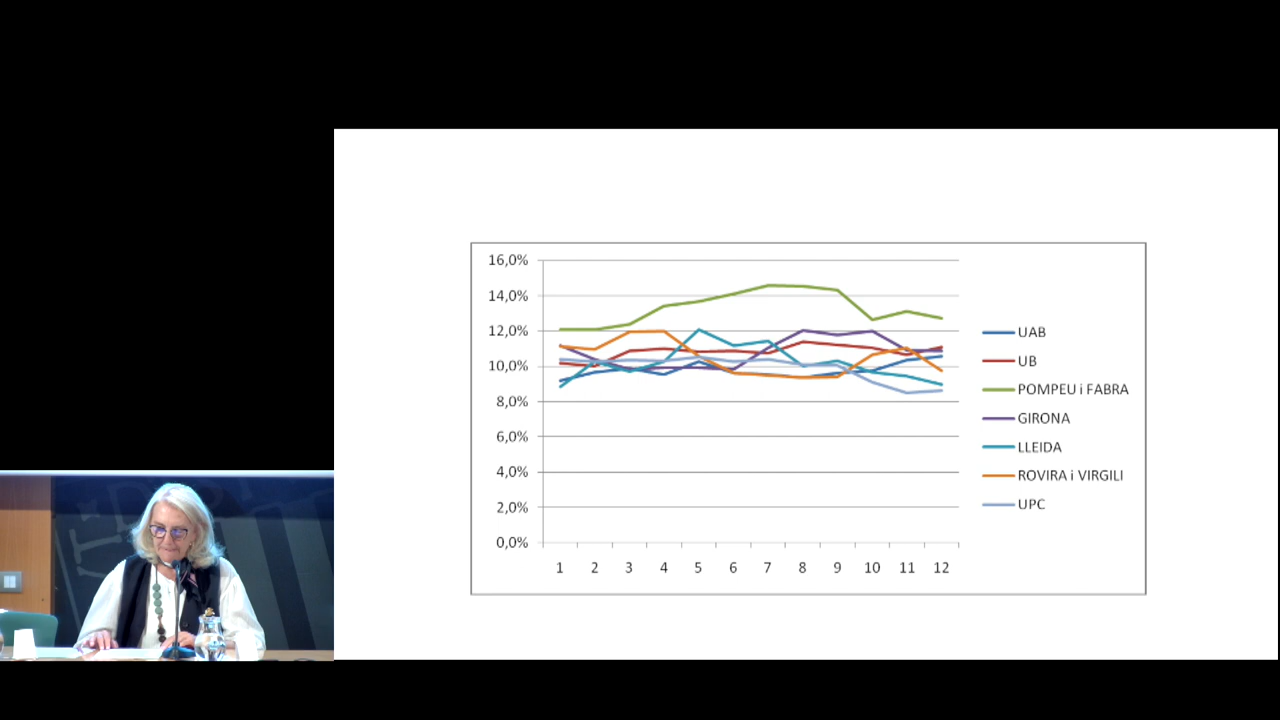 16,0%
14,0%
12,0%
10,0%
8,0%
6,0%
4,0%
2,0%
0,0%
1 2 3 4 5 6 7 8 9 10 11 12
UAB
UB
POMPEU i FABRA
GIRONA
LLEIDA
ROVIRA i VIRGILI
UPC